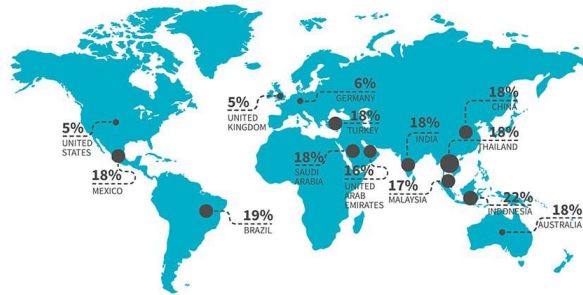 6%
GERMANY
5%
UNITED
KINGDOM
18%
TURKEY
18%
CHINA
18%
INDIA
18%
THAILAND
5%
UNITED
STATES
18%
MEXICO
18%
SAUDI
ARABIA
16%
UNITED
ARAB
EMIRATES
17%
MALAYSIA
22%
INDONESIA
19%
BRAZIL
18%
AUSTRALIA